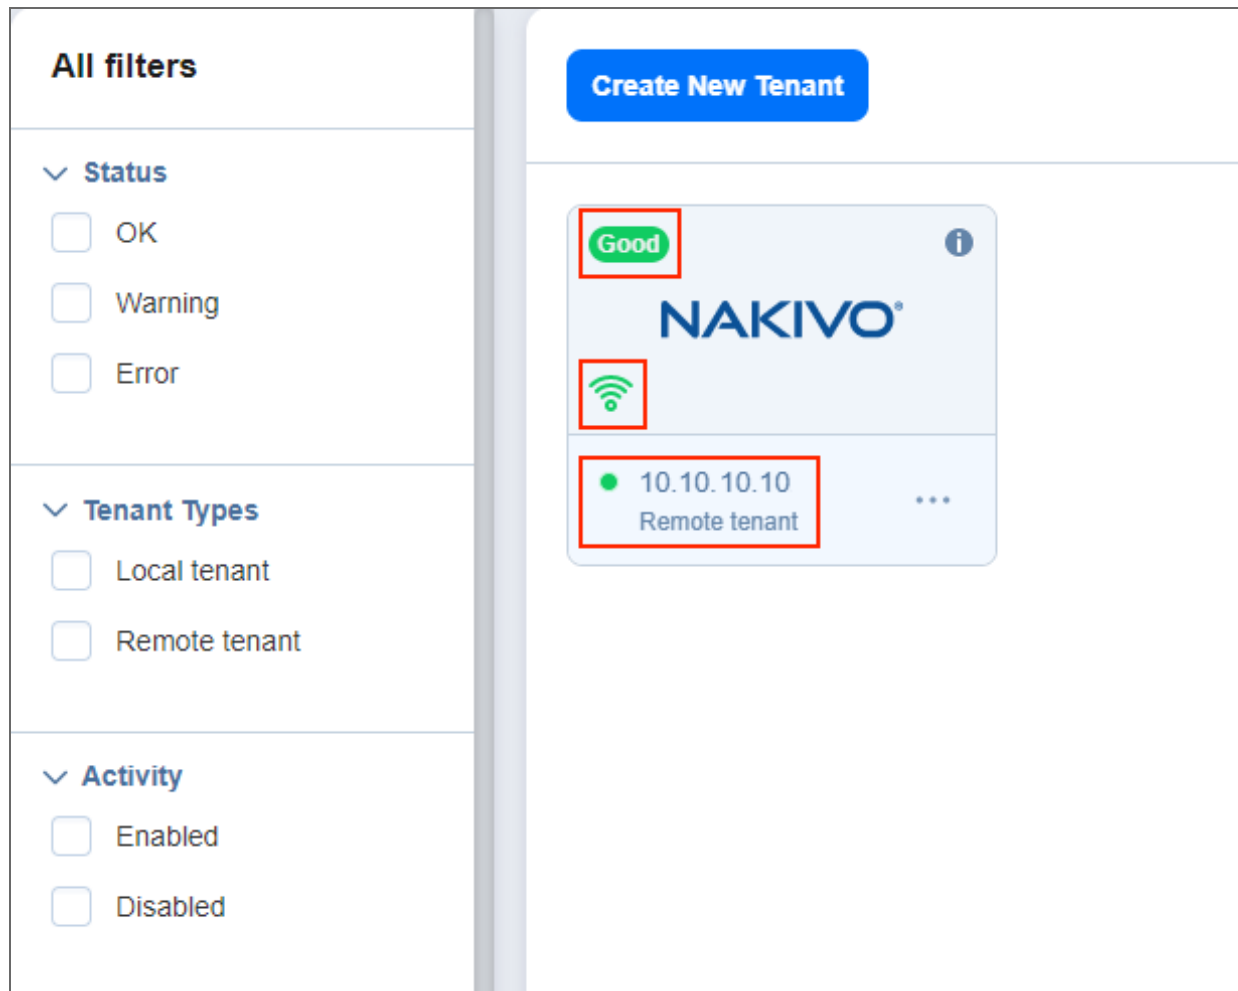 All filters
Status
OK
Warning
Error
Tenant Types
Local tenant
Remote tenant
Activity
Enabled
Disabled
Create New Tenant
Good
NAKIVO®
10.10.10.10
Remote tenant